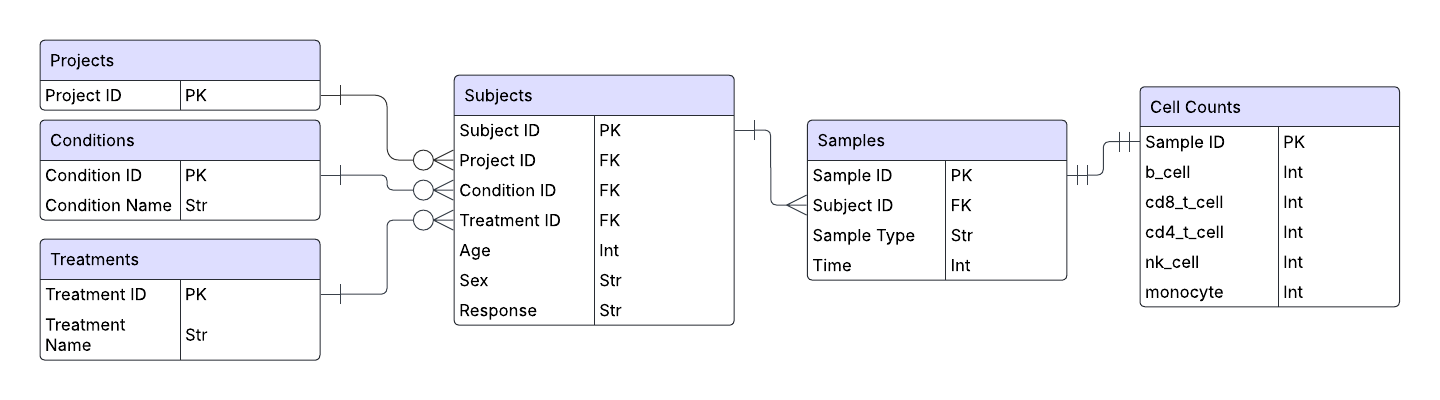 Projects
Project ID PK
Conditions
Condition ID PK
Condition Name Str
Treatments
Treatment ID PK
Treatment
Name Str
Subjects
Subject ID PK
Project ID FK
Condition ID FK
Treatment ID FK
Age Int
Sex Str
Response Str
Samples
Sample ID PK
Subject ID FK
Sample Type Str
Time Int
Cell Counts
Sample ID PK
b_cell Int
cd8_t_cell Int
cd4_t_cell Int
nk_cell Int
monocyte Int